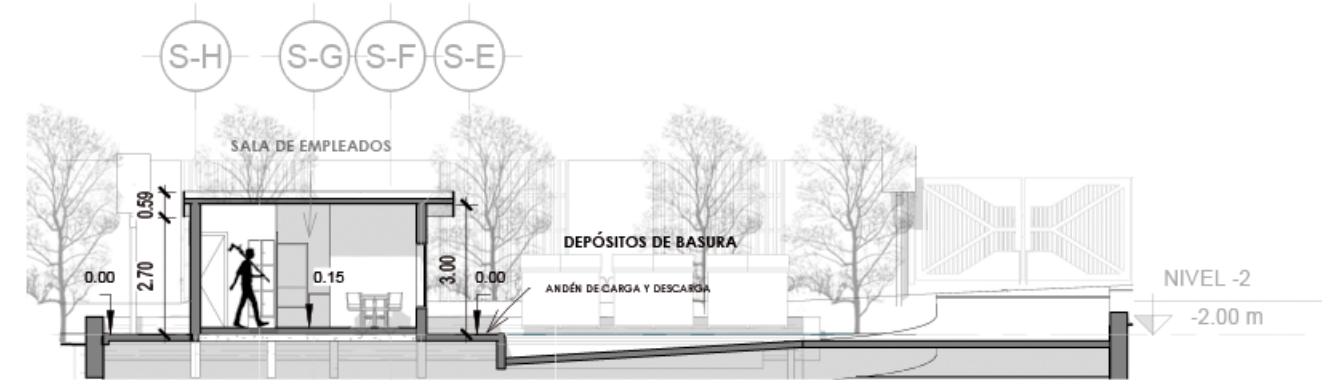 S-H
S-G
S-F
S-E
SALA DE EMPLEADOS
0.59
DEPÓSITOS DE BASURA
0.00
2.70
0.15
3.00
0.00
ANDÉN DE CARGA Y DESCARGA
NIVEL -2
-2.00 m